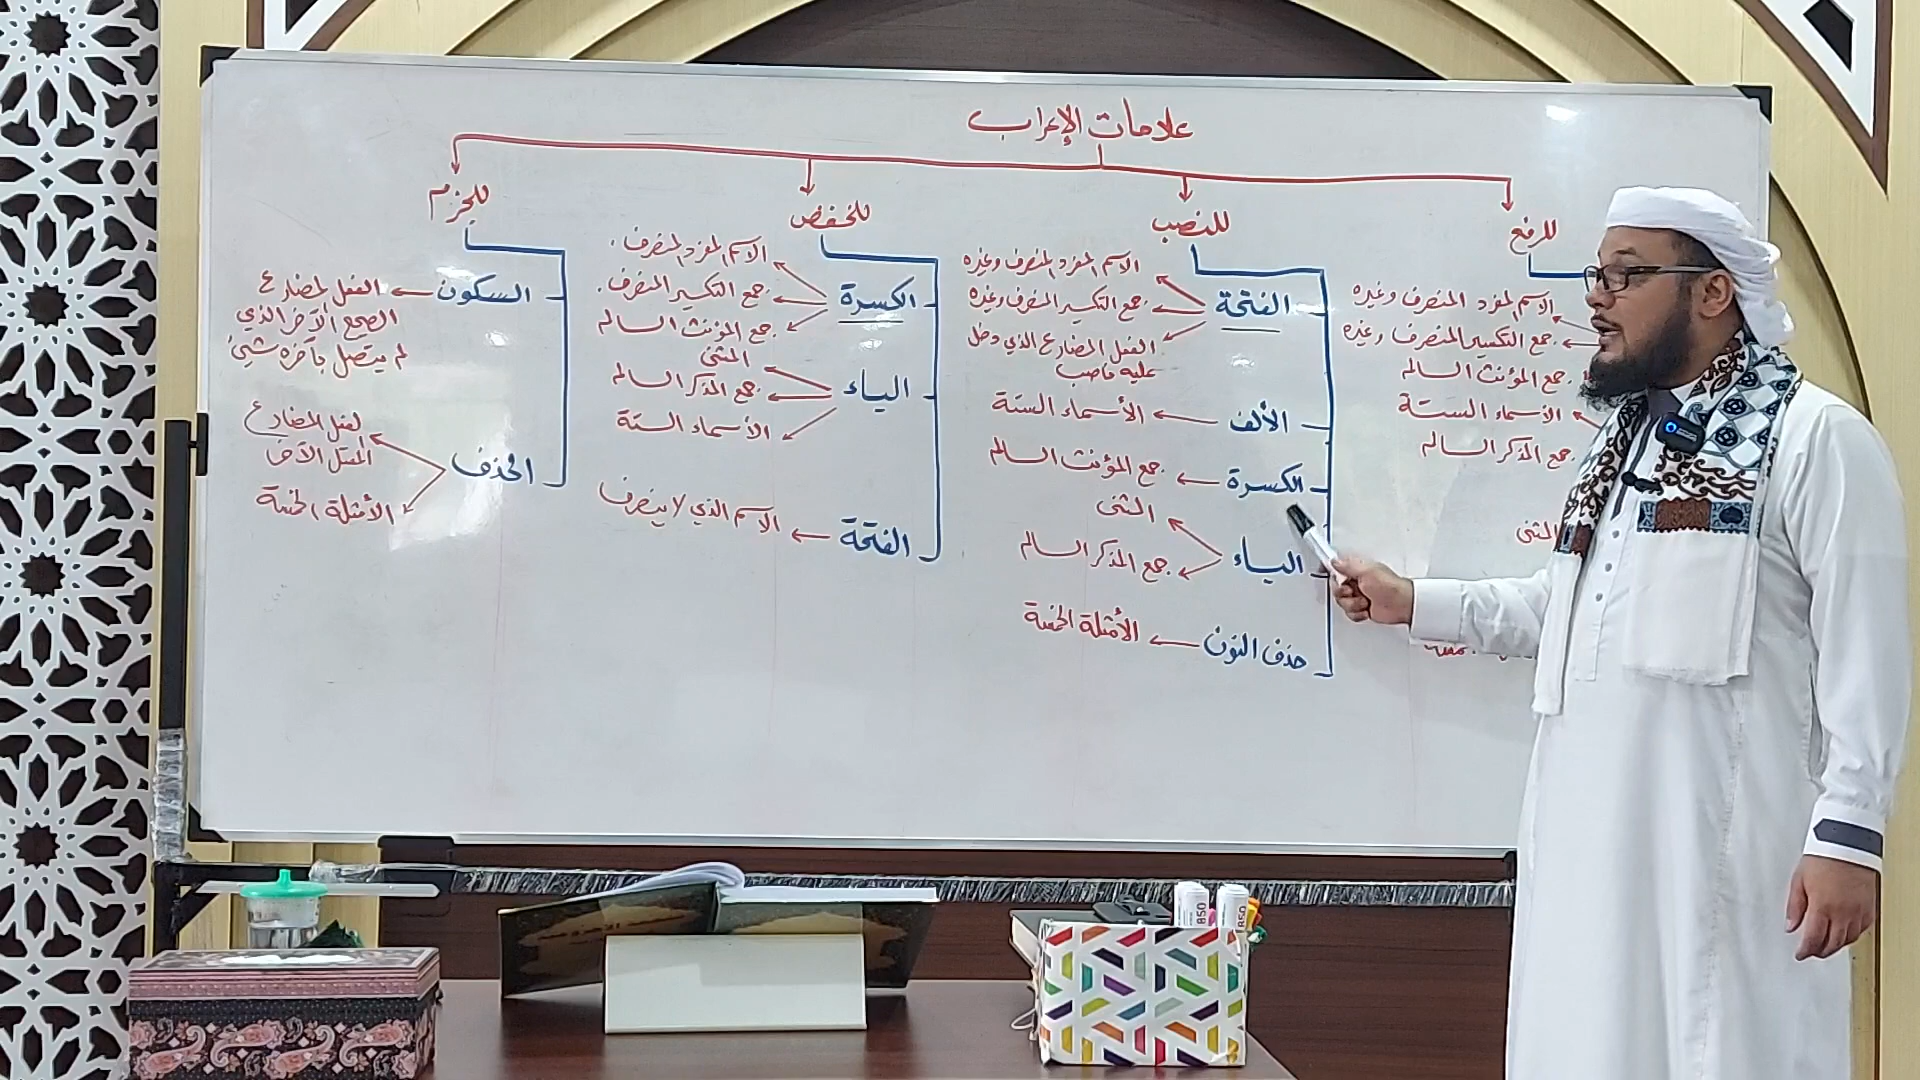 علامات الإعراب
للرفع
الاسم المفرد المنصرف وغيره
جمع التكسير المنصرف وغيره
جمع المؤنث السالم
الأسماء الستة
جمع المذكر السالم
المثنى
للنصب
الفتحة
الاسم المفرد المنصرف وغيره
جمع التكسير المنصرف وغيره
الفعل المضارع الذي دخل
عليه ناصب
الألف
الأسماء الستة
الكسرة
جمع المؤنث السالم
الياء
المثنى
جمع المذكر السالم
حذف النون
الأمثلة الخمسة
للخفض
الكسرة
الاسم المفرد المنصرف.
جمع التكسير المنصرف.
جمع المؤنث السالم
الياء
المثنى
جمع المذكر السالم
الأسماء الستة
الفتحة
الاسم الذي لا ينصرف
للجزم
السكون
الفعل المضارع
الصحيح الآخر الذي
لم يتصل بآخره شيئ
الحذف
لفعل المضارع
المعتل الآخر
الأمثلة الخمسة
850
850